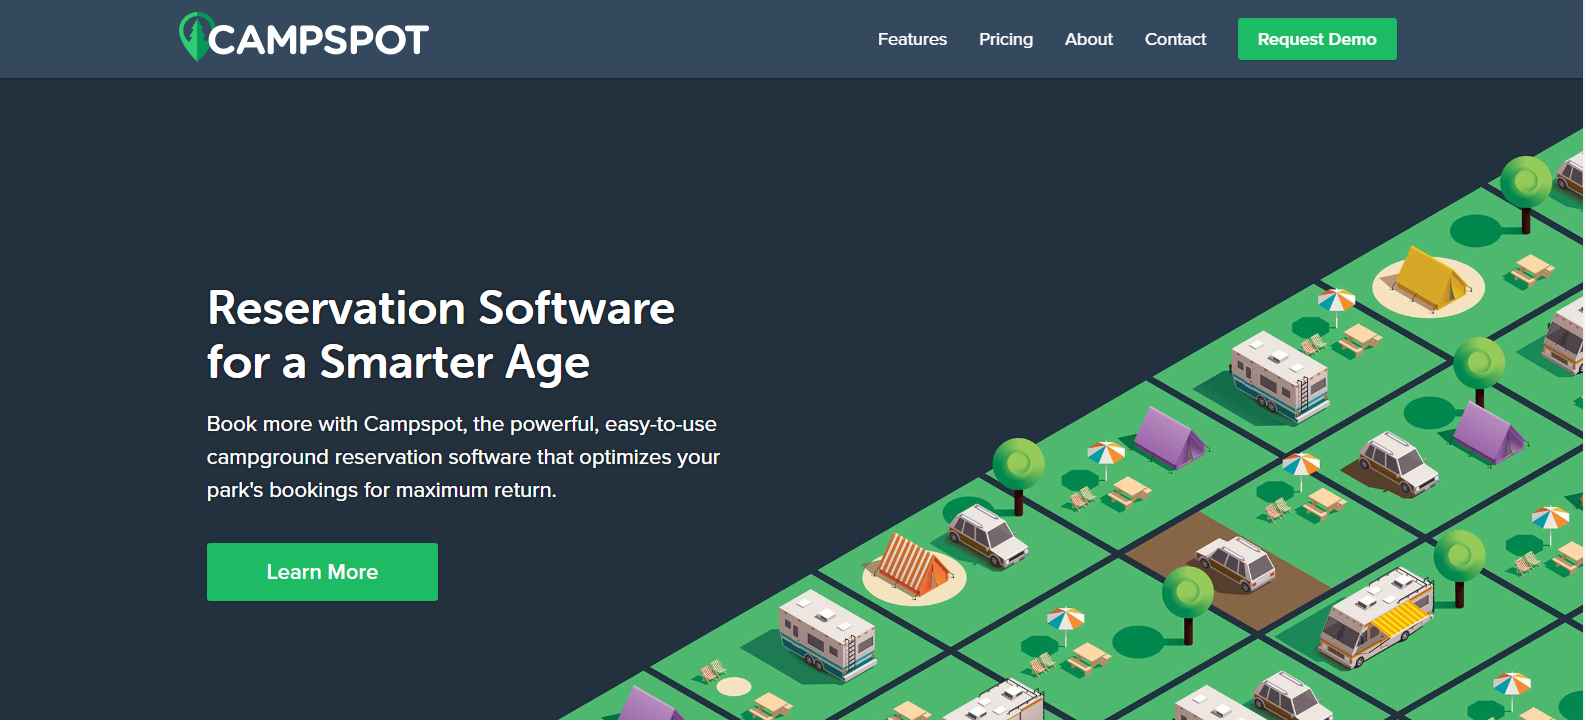 CAMPSPOT
Features Pricing About Contact Request Demo
Reservation Software
for a Smarter Age
Book more with Campspot, the powerful, easy-to-use
campground reservation software that optimizes your
park's bookings for maximum return.
Learn More